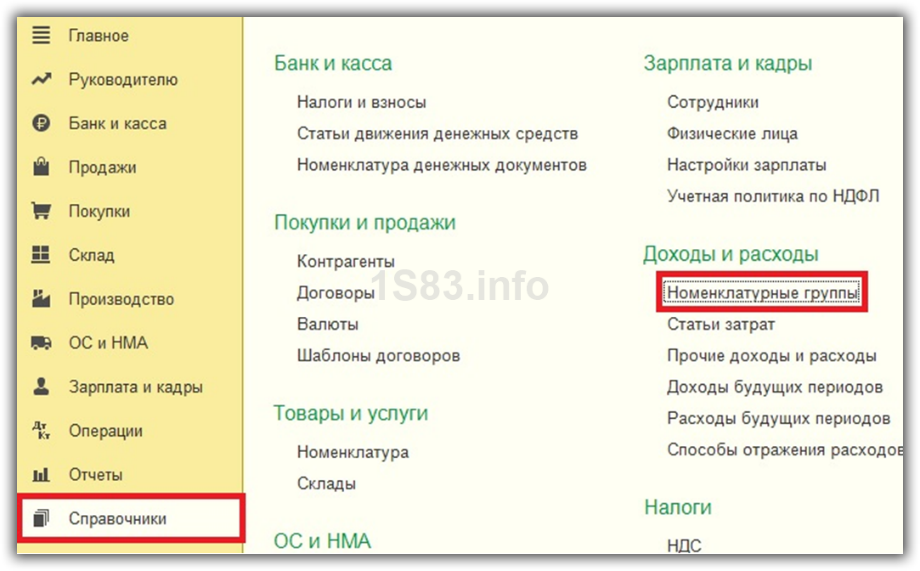 Главное
Руководителю
Банк и касса
Продажи
Покупки
Склад
Производство
ОС и НМА
Зарплата и кадры
Дт Кт Операции
Отчеты
Справочники
Банк и касса
Налоги и взносы
Статьи движения денежных средств
Номенклатура денежных документов
Покупки и продажи
Контрагенты
Договоры
Валюты
Шаблоны договоров
Товары и услуги
Номенклатура
Склады
ОС и НМА
Зарплата и кадры
Сотрудники
Физические лица
Настройки зарплаты
Учетная политика по НДФЛ
Доходы и расходы
Номенклатурные группы
Статьи затрат
Прочие доходы и расходы
Доходы будущих периодов
Расходы будущих периодов
Способы отражения расходов
Налоги
НДС
1S83.info